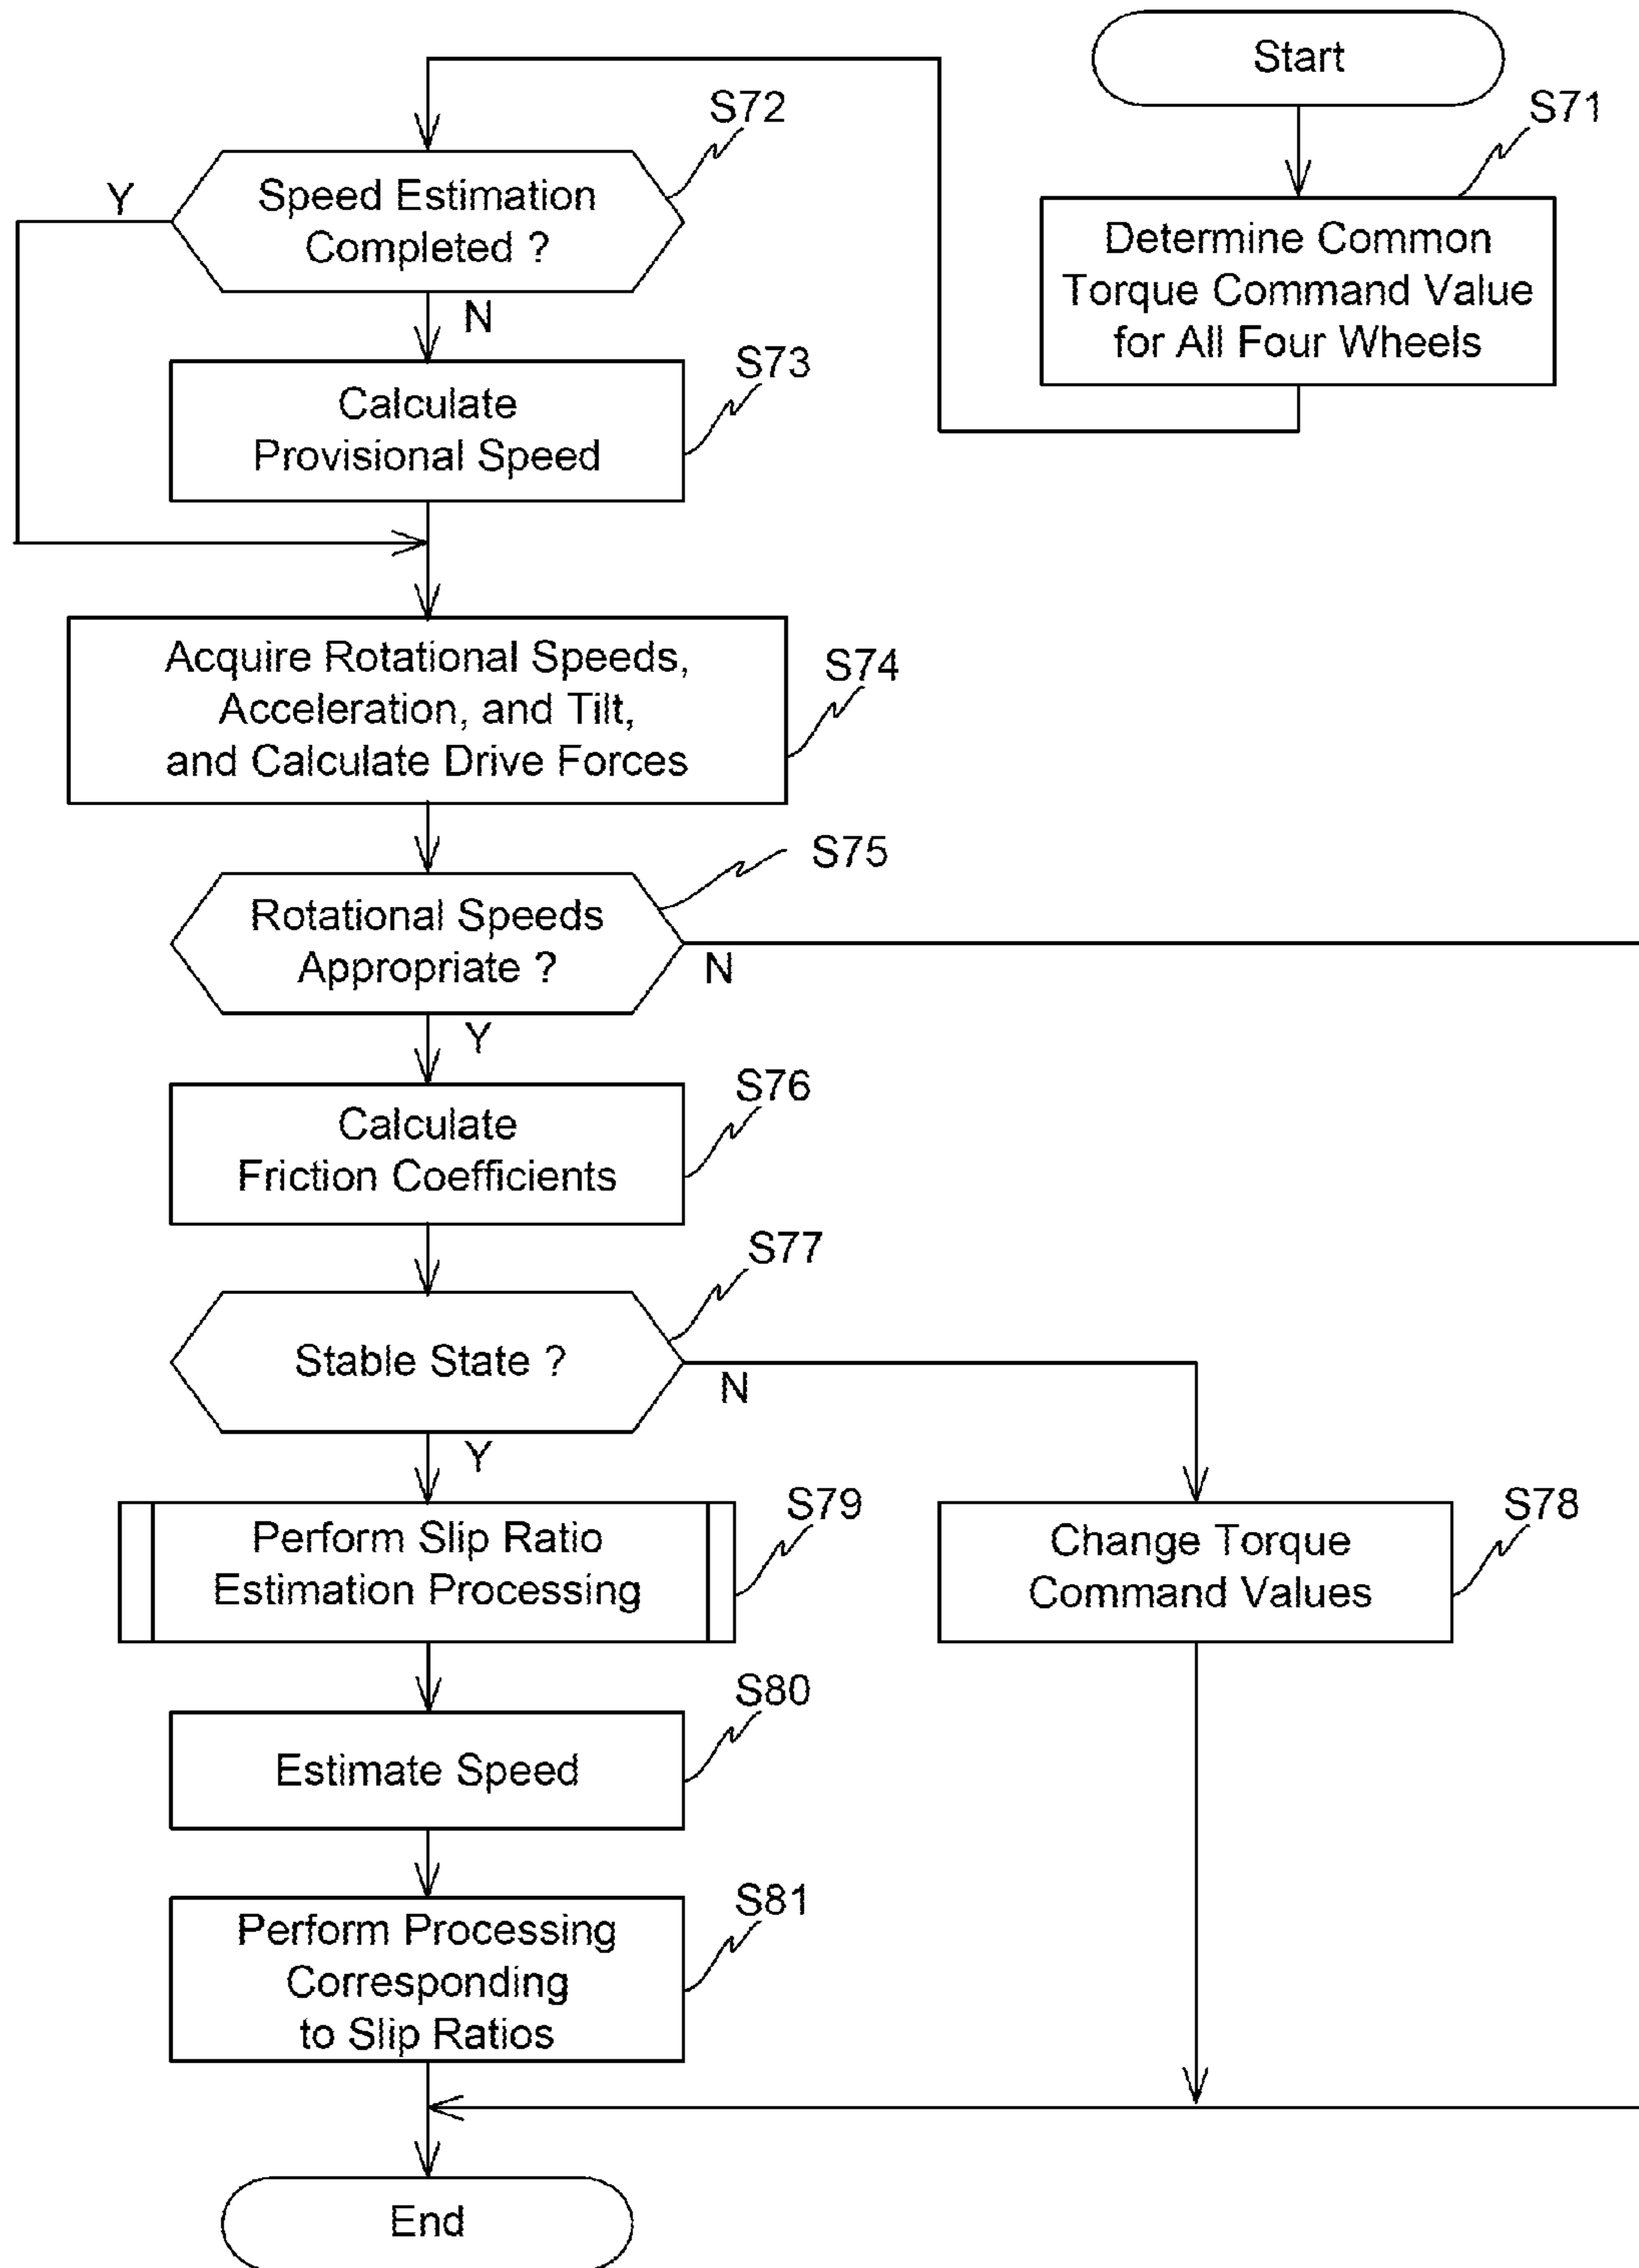 Start
S71
Determine Common
Torque Command Value
for All Four Wheels
S72
Speed Estimation
Completed ?
Y
N
S73
Calculate
Provisional Speed
S74
Acquire Rotational Speeds,
Acceleration, and Tilt,
and Calculate Drive Forces
S75
Rotational Speeds
Appropriate ?
N
Y
S76
Calculate
Friction Coefficients
S77
Stable State ?
N
Y
S79
Perform Slip Ratio
Estimation Processing
S78
Change Torque
Command Values
S80
Estimate Speed
S81
Perform Processing
Corresponding
to Slip Ratios
End